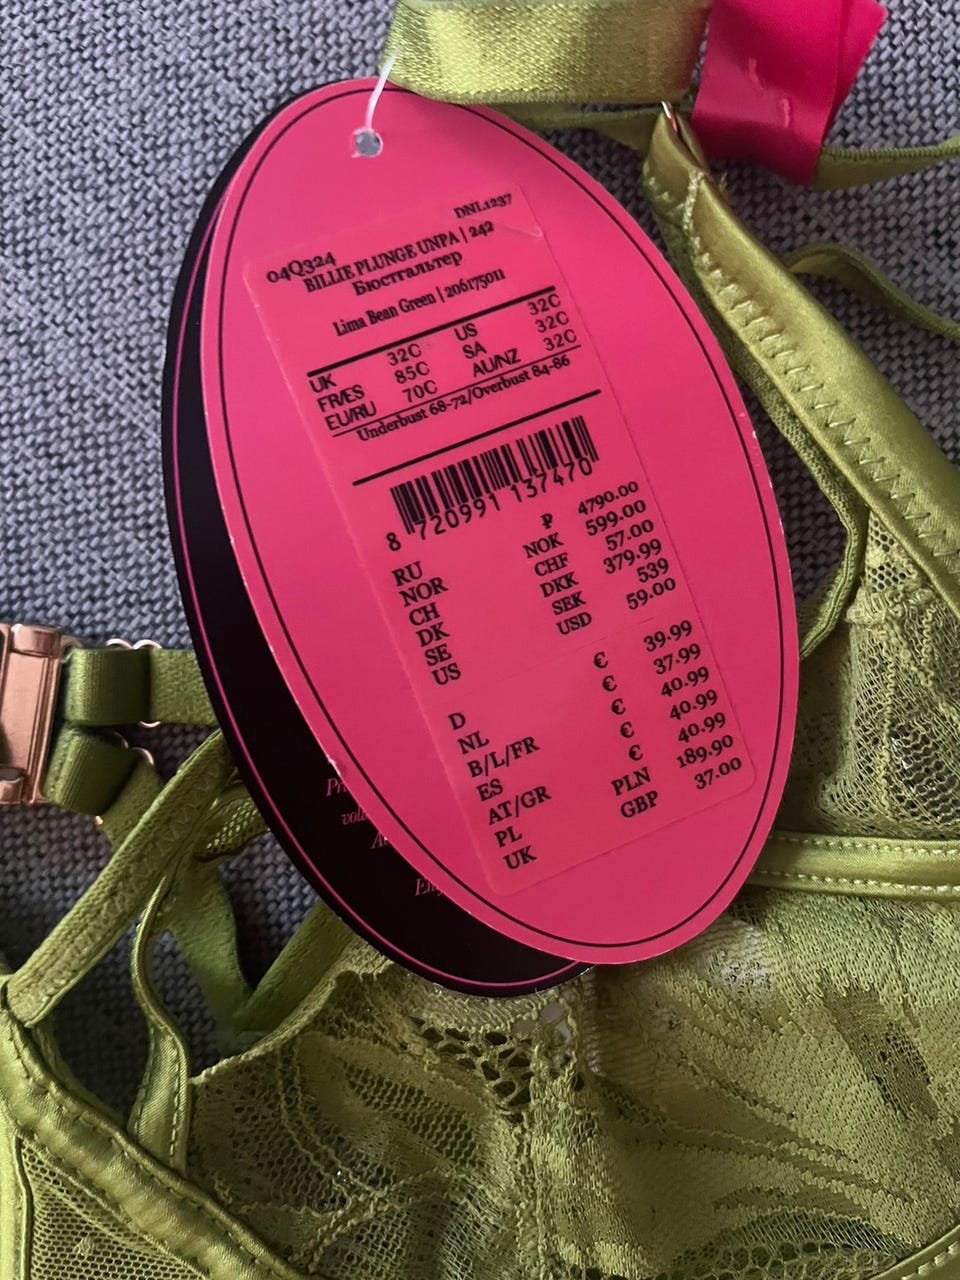 DNL1237
04Q324
BILLIE PLUNGE UNPA | 242
Бюстгальтер
Lima Bean Green | 206175011
UK 32C US 32C
FR/ES 85C SA 32C
EU/RU 70C AU/NZ 32C
Underbust 68-72/Overbust 84-86
8 720991 137470
RU ₽ 4790.00
NOR NOK 599.00
CH CHF 57.00
DK DKK 379.99
SE SEK 539
US USD 59.00
D € 39.99
NL € 37.99
B/L/FR € 40.99
ES € 40.99
AT/GR € 40.99
PL PLN 189.90
UK GBP 37.00